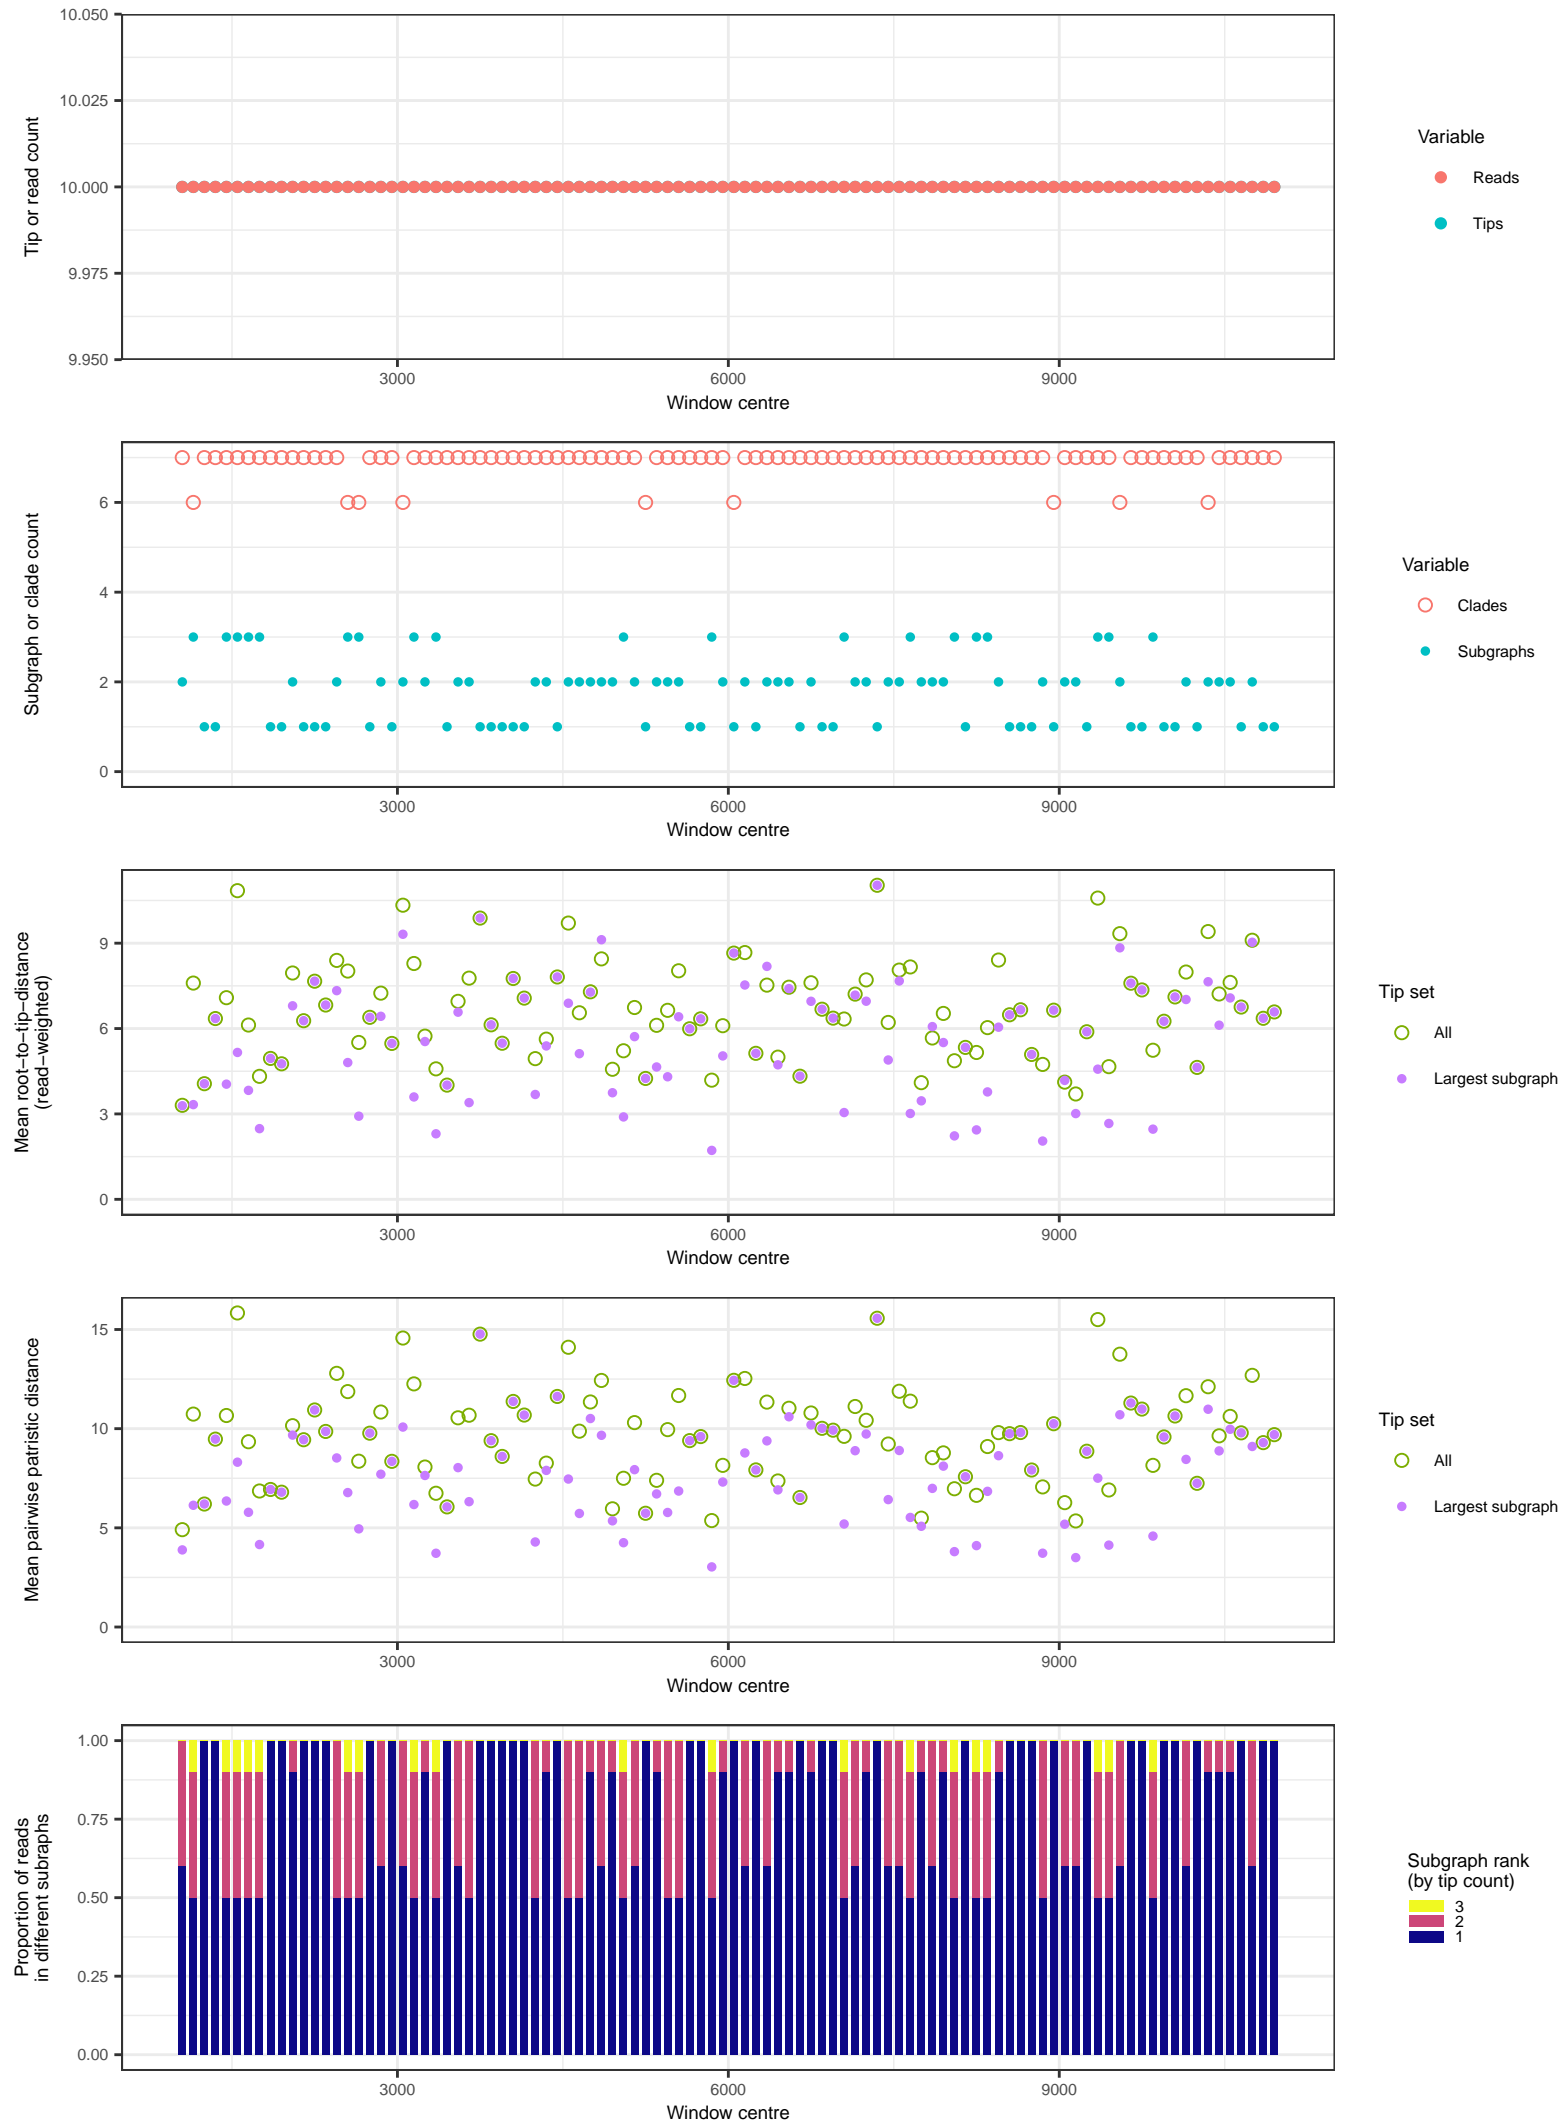 10.050
10.025
10.000
9.975
9.950
Tip or read count
3000 6000 9000
Window centre
Variable
Reads
Tips
6
4
2
0
Subgraph or clade count
3000 6000 9000
Window centre
Variable
Clades
Subgraphs
9
6
3
0
Mean root−to−tip−distance
(read−weighted)
3000 6000 9000
Window centre
Tip set
All
Largest subgraph
15
10
5
0
Mean pairwise patristic distance
3000 6000 9000
Window centre
Tip set
All
Largest subgraph
1.00
0.75
0.50
0.25
0.00
Proportion of reads
in different subraphs
3000 6000 9000
Window centre
Subgraph rank
(by tip count)
3
2
1